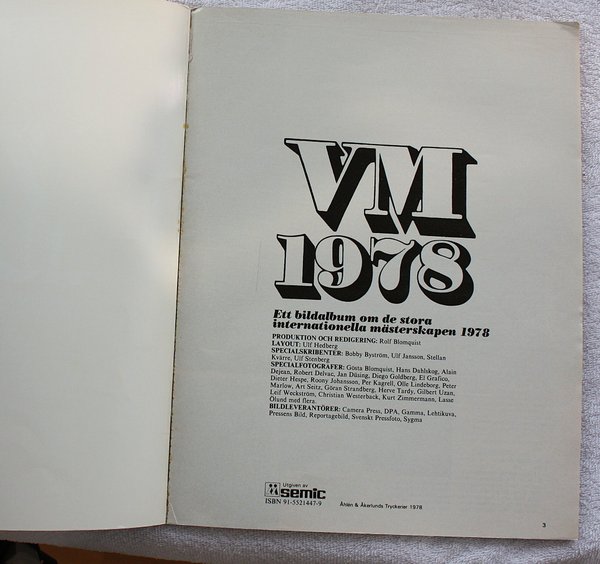 VM
1978
Ett bildalbum om de stora
internationella mästerskapen 1978
PRODUKTION OCH REDIGERING: Rolf Blomquist
LAYOUT: Ulf Hedberg
SPECIALSKRIBENTER: Bobby Byström, Ulf Jansson, Stellan
Kvärre, Ulf Stenberg
SPECIALFOTOGRAFER: Gösta Blomquist, Hans Dahlskog, Alain
Dejean, Robert Delvac, Jan Düsing, Diego Goldberg, El Grafico,
Dieter Hespe, Roony Johansson, Per Kagrell, Olle Lindeborg, Peter
Marlow, Art Seitz, Göran Strandberg, Herve Tardy, Gilbert Uzan,
Leif Weckström, Christian Westerback, Kurt Zimmermann, Lasse
Ölund med flera.
BILDLEVERANTÖRER: Camera Press, DPA, Gamma, Lehtikuva,
Pressens Bild, Reportagebild, Svenskt Pressfoto, Sygma
Utgiven av
semic
ISBN 91-5521447-9
Åhlén & Åkerlunds Tryckerier 1978
3